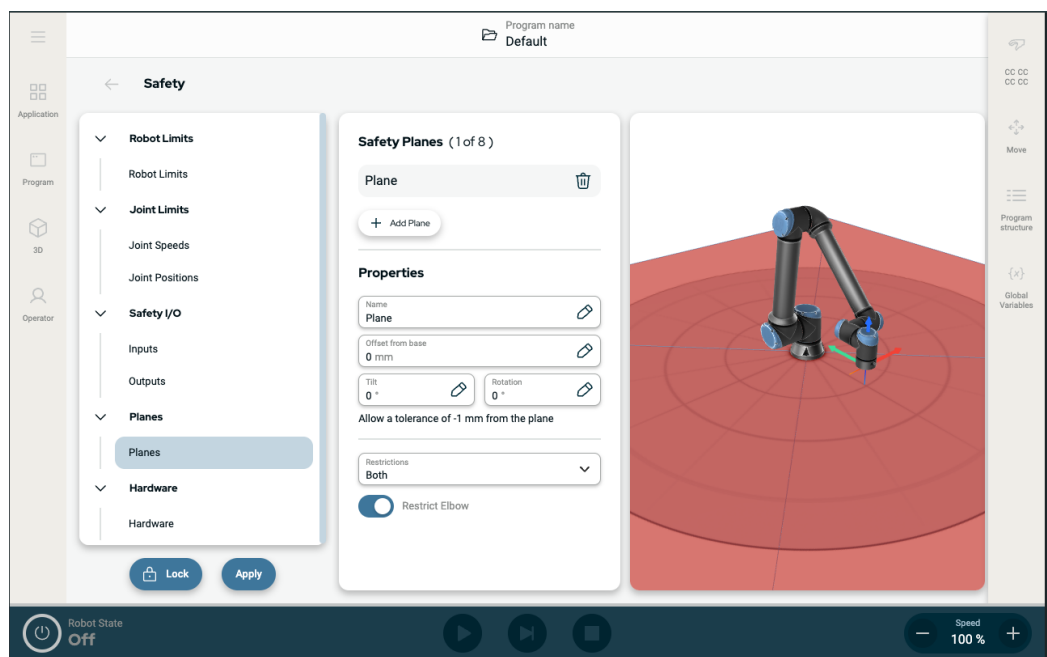 Program name
Default
Safety
Application
Program
3D
Operator
Robot Limits
Robot Limits
Joint Limits
Joint Speeds
Joint Positions
Safety I/O
Inputs
Outputs
Planes
Planes
Hardware
Hardware
Lock
Apply
Safety Planes (1 of 8)
Plane
+ Add Plane
Properties
Name
Plane
Offset from base
0 mm
Tilt
0 °
Rotation
0 °
Allow a tolerance of -1 mm from the plane
Restrictions
Both
Restrict Elbow
CC CC
CC CC
Move
Program
structure
{x}
Global
Variables
Robot State
Off
Speed
100 %